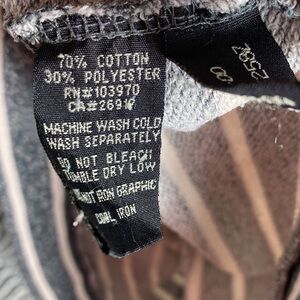 70% COTTON
30% POLYESTER
RN#103970
MACHINE WASH COLD
WASH SEPARATELY
DO NOT BLEACH
TUMBLE DRY LOW
NOT IRON GRAPHIC
COOL IRON